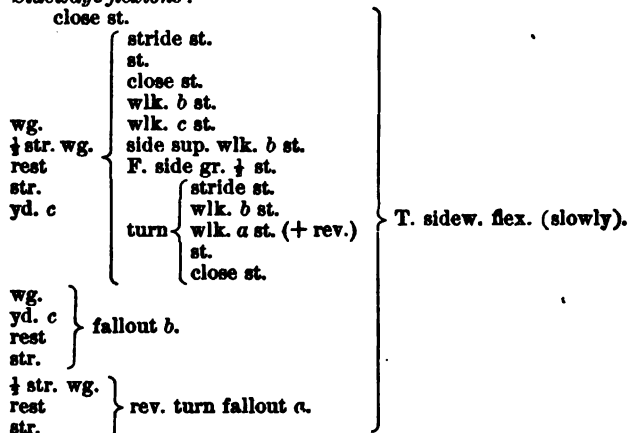 Sideways flexions:
close st.
stride st.
st.
close st.
wlk. b st.
wg. wlk. c st.
½ str. wg. side sup. wlk. b st.
rest F. side gr. ½ st.
str. stride st.
yd. c wlk. b st.
turn wlk. a st. (+ rev.) T. sidew. flex. (slowly).
st.
close st.
wg.
yd. c
fallout b.
rest
str.
½ str. wg.
rest rev. turn fallout a.
str.